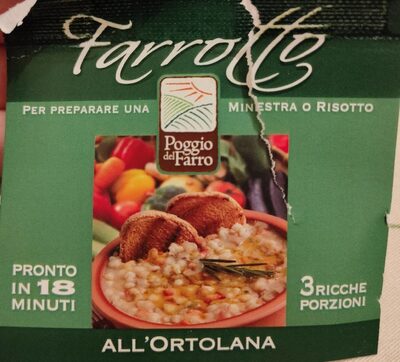 Farrotto
PER PREPARARE UNA MINESTRA O RISOTTO
Poggio
del Farro
PRONTO
IN 18
MINUTI
3 RICCHE
PORZIONI
ALL'ORTOLANA